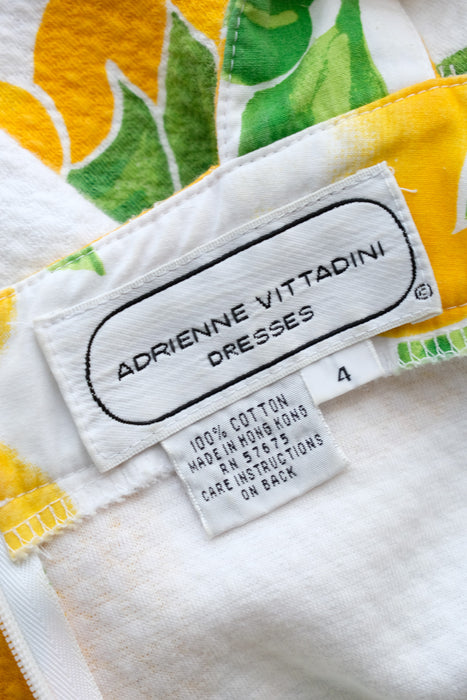 ADRIENNE VITTADINI
DRESSES
®
4
100% COTTON
MADE IN HONG KONG
RN 57675
CARE INSTRUCTIONS
ON BACK